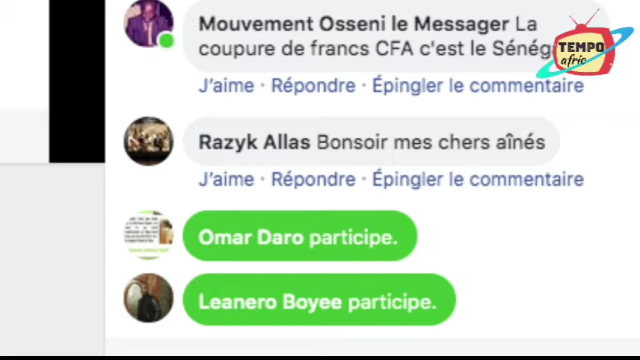 Mouvement Osseni le Messager La
coupure de francs CFA c'est le
TEMPO
afric
J'aime · Répondre · Épingler le commentaire
Razyk Allas Bonsoir mes chers aînés
J'aime · Répondre · Épingler le commentaire
Omar Daro participe.
Leanero Boyee participe.